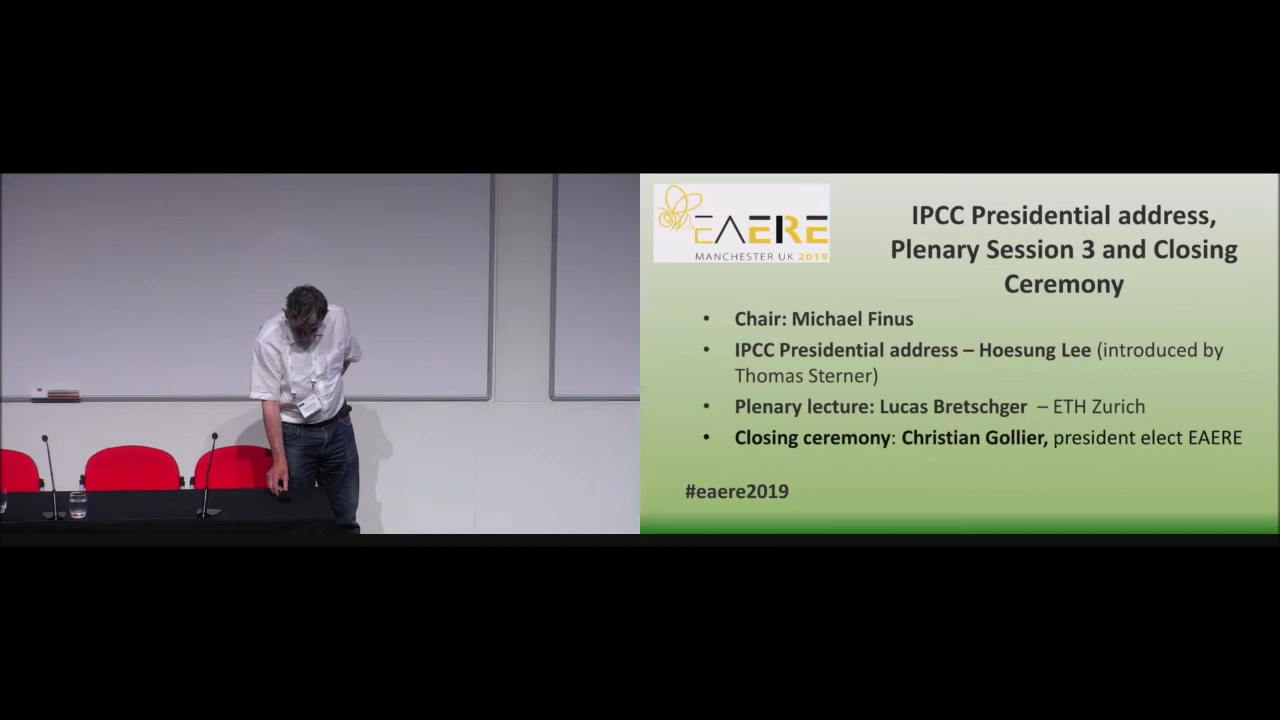 EAERE
MANCHESTER UK 2019
IPCC Presidential address,
Plenary Session 3 and Closing
Ceremony
• Chair: Michael Finus
• IPCC Presidential address – Hoesung Lee (introduced by
Thomas Sterner)
• Plenary lecture: Lucas Bretschger – ETH Zurich
• Closing ceremony: Christian Gollier, president elect EAERE
#eaere2019